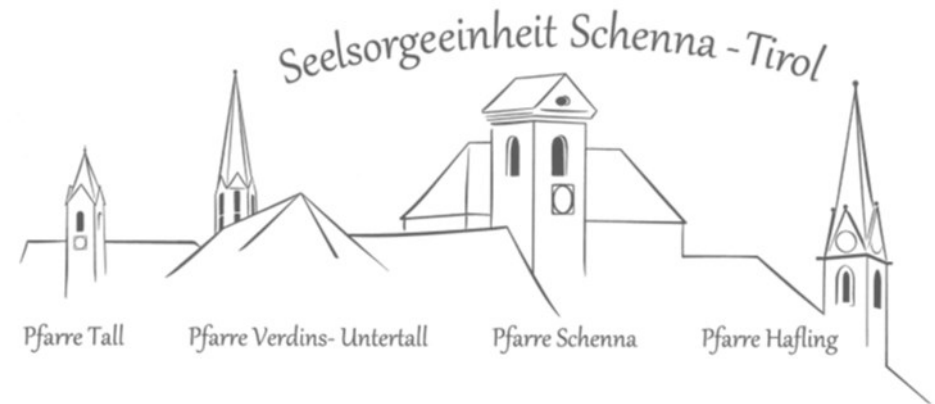 Seelsorgeeinheit Schenna - Tirol
Pfarre Tall
Pfarre Verdins- Untertall
Pfarre Schenna
Pfarre Hafling